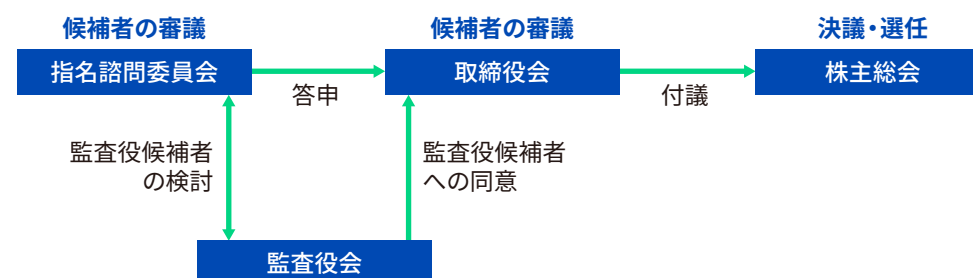 候補者の審議
候補者の審議
決議・選任
指名諮問委員会
取締役会
株主総会
答申
付議
監査役候補者
の検討
監査役候補者
への同意
監査役会